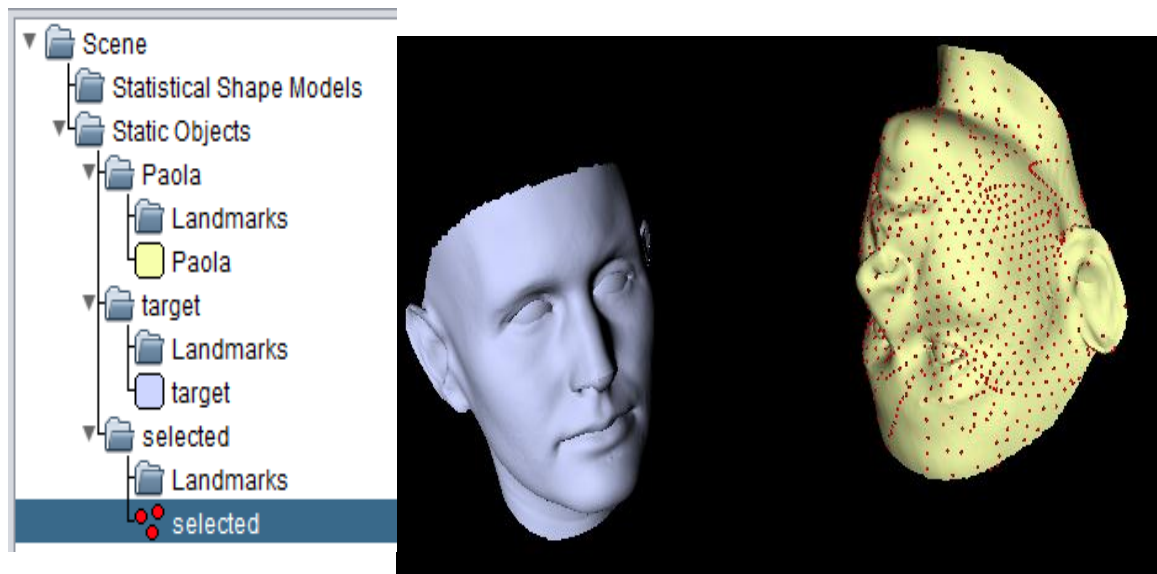 Scene
Statistical Shape Models
Static Objects
Paola
Landmarks
Paola
target
Landmarks
target
selected
Landmarks
selected